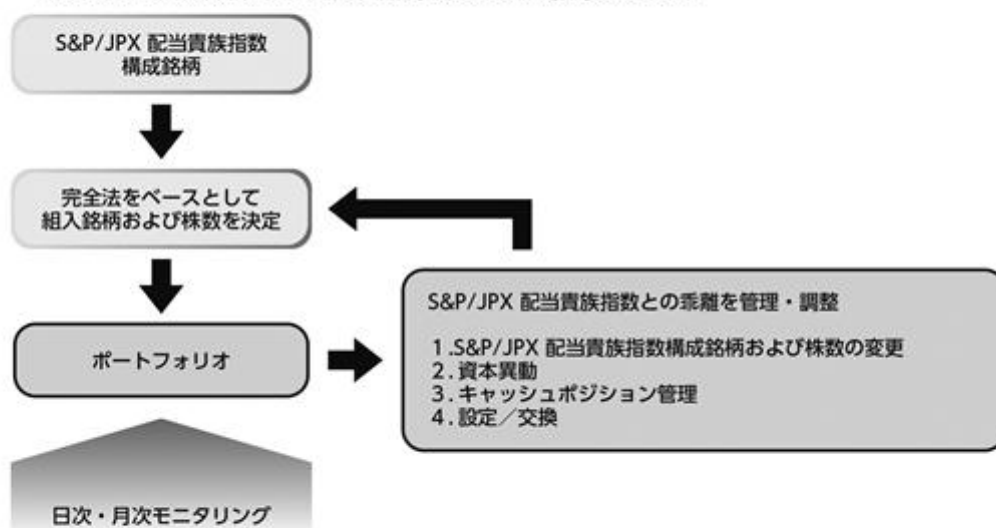 S&P/JPX 配当貴族指数
構成銘柄
完全法をベースとして
組入銘柄および株数を決定
ポートフォリオ
S&P/JPX 配当貴族指数との乖離を管理・調整
1.S&P/JPX 配当貴族指数構成銘柄および株数の変更
2.資本異動
3.キャッシュポジション管理
4.設定／交換
日次・月次モニタリング